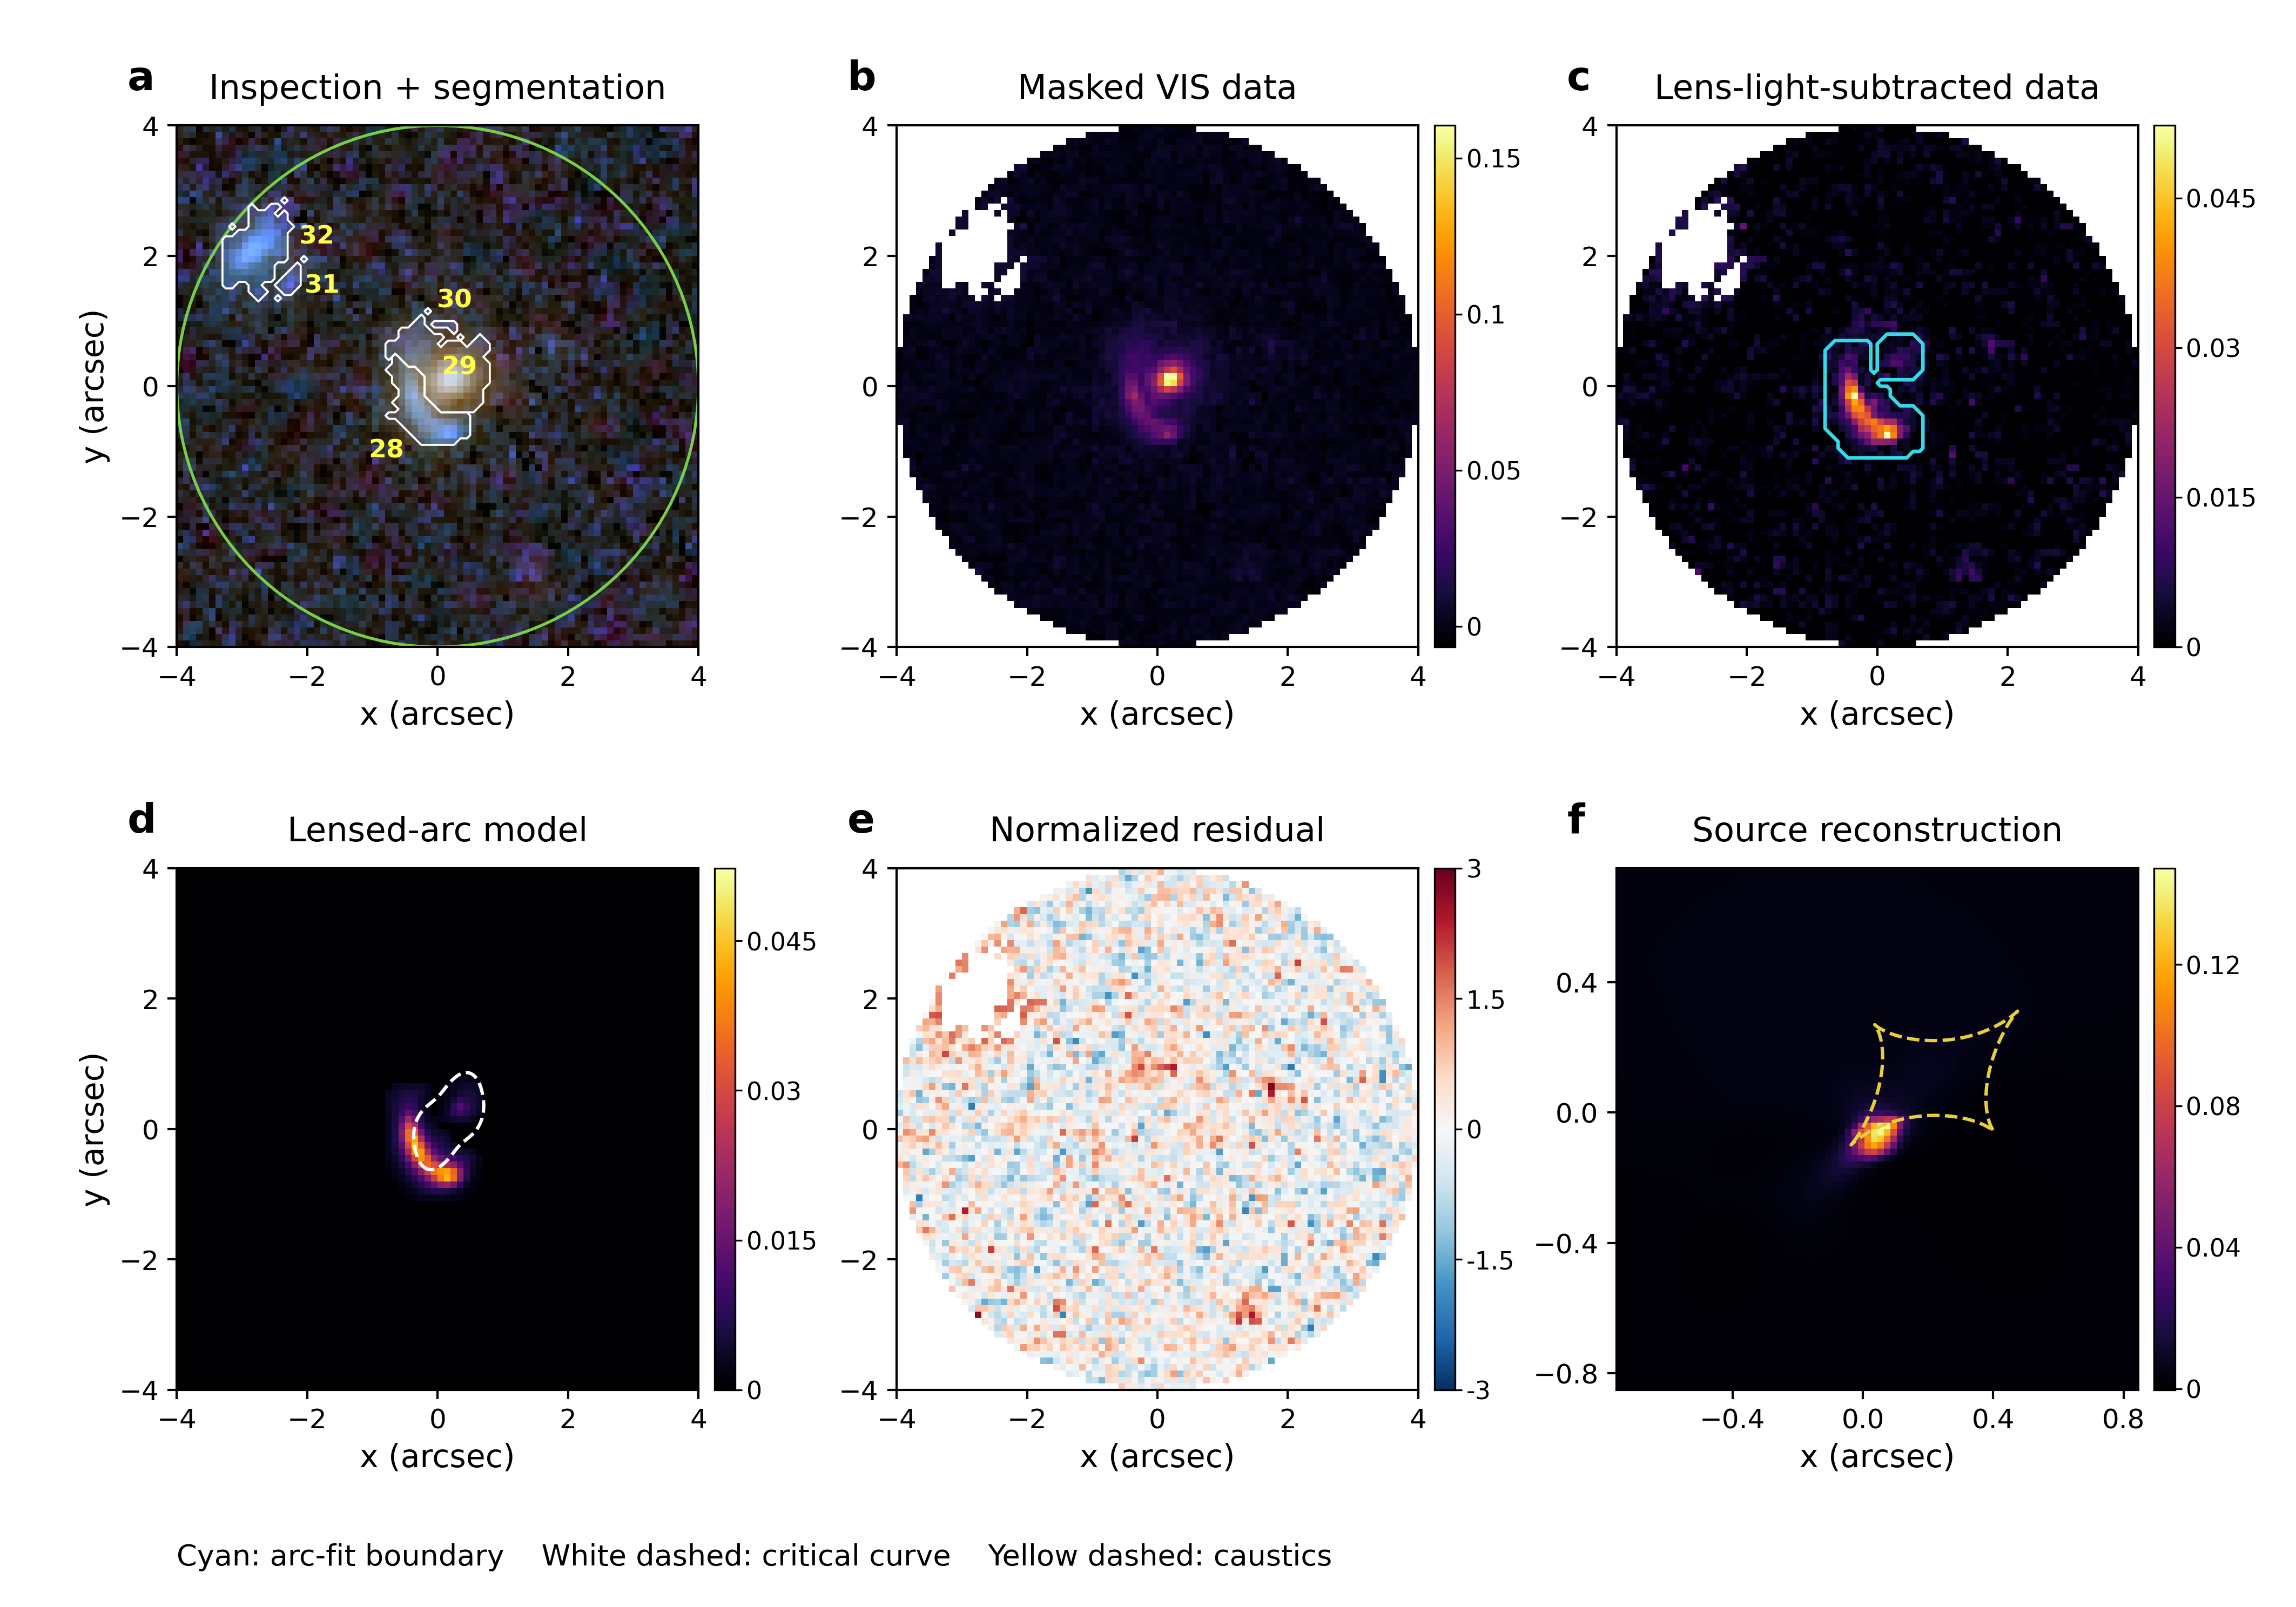 a Inspection + segmentation
4
2
0
−2
−4
y (arcsec)
32
31
30
29
28
−4 −2 0 2 4
x (arcsec)
b Masked VIS data
4
2
0
−2
−4
−4 −2 0 2 4
x (arcsec)
0.15
0.1
0.05
0
c Lens-light-subtracted data
4
2
0
−2
−4
−4 −2 0 2 4
x (arcsec)
0.045
0.03
0.015
0
d Lensed-arc model
4
2
0
−2
−4
y (arcsec)
−4 −2 0 2 4
x (arcsec)
0.045
0.03
0.015
0
e Normalized residual
4
2
0
−2
−4
−4 −2 0 2 4
x (arcsec)
3
1.5
0
-1.5
-3
f Source reconstruction
0.4
0.0
−0.4
−0.8
−0.4 0.0 0.4 0.8
x (arcsec)
0.12
0.08
0.04
0
Cyan: arc-fit boundary White dashed: critical curve Yellow dashed: caustics